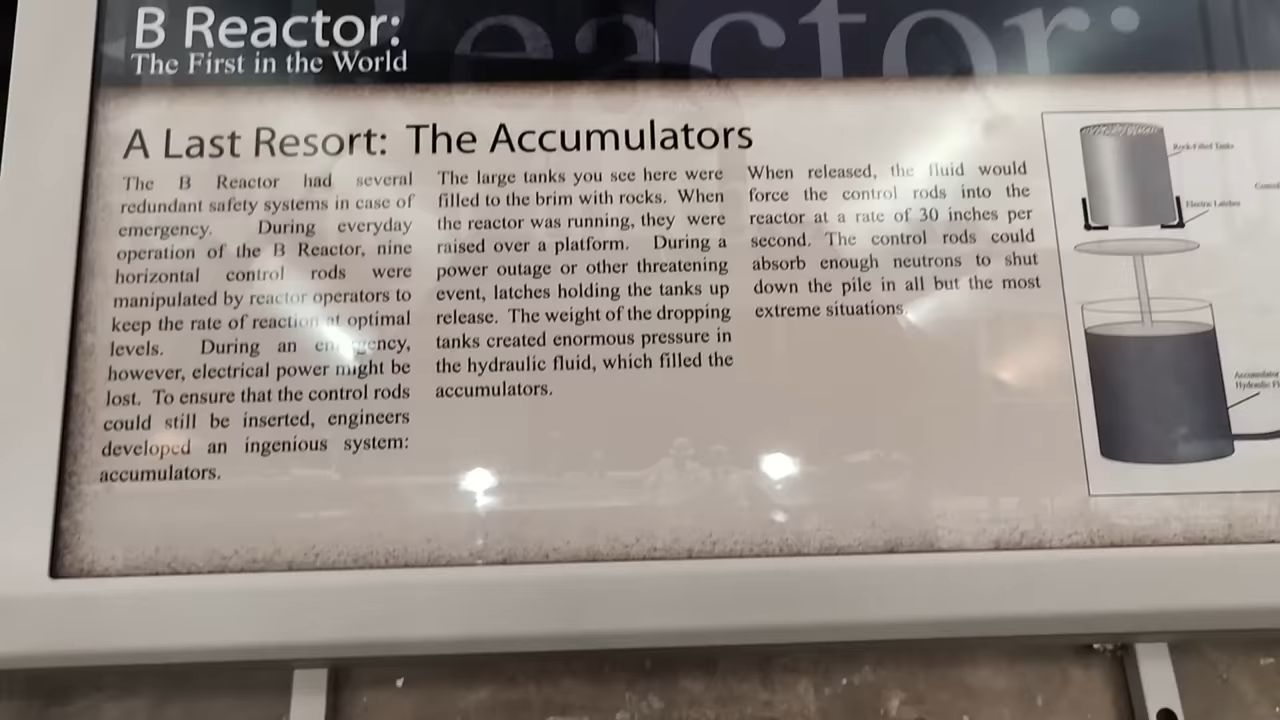 B Reactor:
The First in the World
eactor:
A Last Resort: The Accumulators
The B Reactor had several
redundant safety systems in case of
emergency. During everyday
operation of the B Reactor, nine
horizontal control rods were
manipulated by reactor operators to
keep the rate of reaction at optimal
levels. During an emergency,
however, electrical power might be
lost. To ensure that the control rods
could still be inserted, engineers
developed an ingenious system:
accumulators.
The large tanks you see here were
filled to the brim with rocks. When
the reactor was running, they were
raised over a platform. During a
power outage or other threatening
event, latches holding the tanks up
release. The weight of the dropping
tanks created enormous pressure in
the hydraulic fluid, which filled the
accumulators.
When released, the fluid would
force the control rods into the
reactor at a rate of 30 inches per
second. The control rods could
absorb enough neutrons to shut
down the pile in all but the most
extreme situations.
Rock-Filled Tanks
Electric Latches
Accumulator
Hydraulic